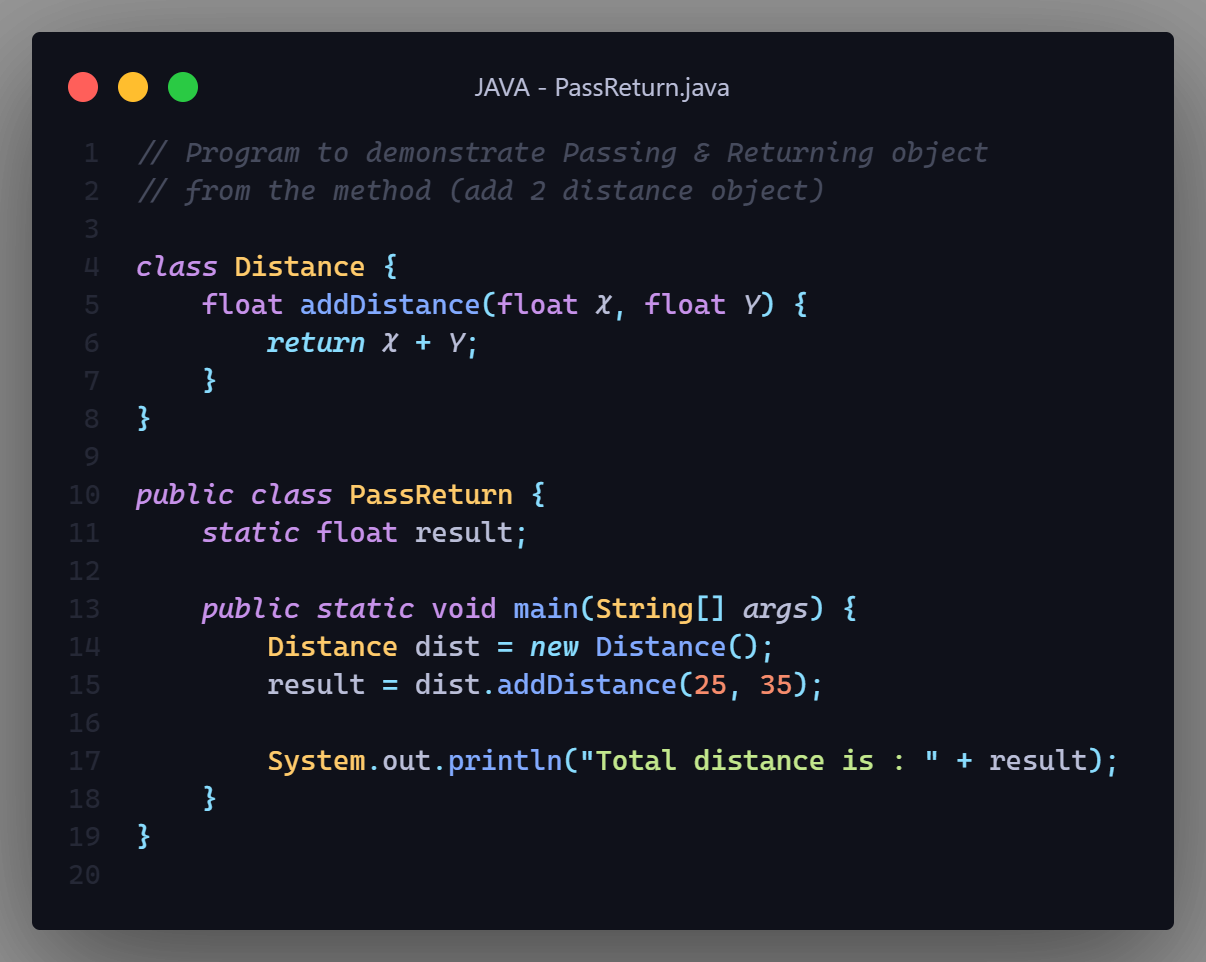 JAVA - PassReturn.java
1 // Program to demonstrate Passing & Returning object
2 // from the method (add 2 distance object)
3
4 class Distance {
5     float addDistance(float X, float Y) {
6         return X + Y;
7     }
8 }
9
10 public class PassReturn {
11     static float result;
12
13     public static void main(String[] args) {
14         Distance dist = new Distance();
15         result = dist.addDistance(25, 35);
16
17         System.out.println("Total distance is : " + result);
18     }
19 }
20